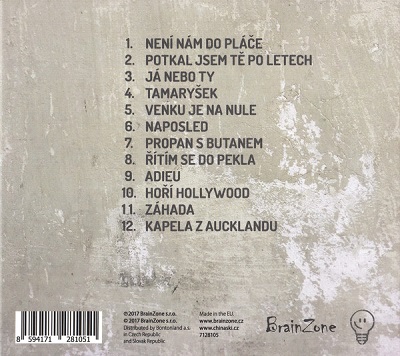 1. NENÍ NÁM DO PLÁČE
2. POTKAL JSEM TĚ PO LETECH
3. JÁ NEBO TY
4. TAMARYŠEK
5. VENKU JE NA NULE
6. NAPOSLED
7. PROPAN S BUTANEM
8. ŘÍTÍM SE DO PEKLA
9. ADIEU
10. HOŘÍ HOLLYWOOD
11. ZÁHADA
12. KAPELA Z AUCKLANDU
8 594171 281051
℗ 2017 BrainZone s.r.o.
© 2017 BrainZone s.r.o.
Distributed by Bontonland a.s
in Czech Republic
and Slovak Republic
Made in the EU.
www.brainzone.cz
www.chinaski.cz
7128105
BrainZone